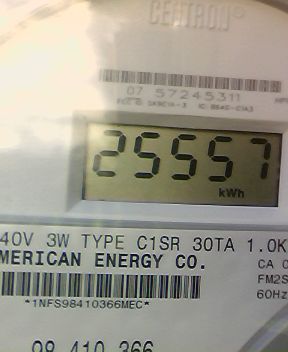 CENTRON®
07 57245311
25557
kWh
40V 3W TYPE C1SR 30TA 1.0K
MERICAN ENERGY CO.
CA 0
FM2S
60Hz
*1NFS98410366MEC*
98 410 366